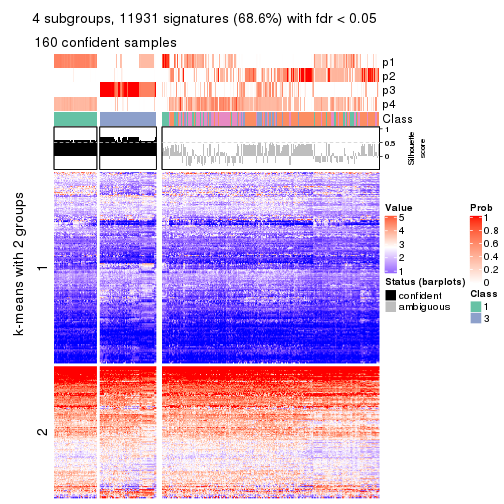 4 subgroups, 11931 signatures (68.6%) with fdr < 0.05
160 confident samples
p1
p2
p3
p4
Class
1
0.5
0
Silhouette
score
k-means with 2 groups
1
2
Value
5
4
3
2
1
Status (barplots)
confident
ambiguous
Prob
1
0.8
0.6
0.4
0.2
0
Class
1
3